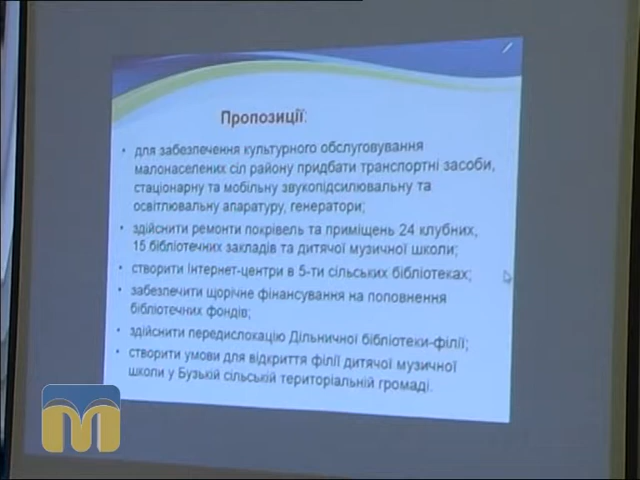 Пропозиції:
• для забезпечення культурного обслуговування
малонаселених сіл району придбати транспортні засоби,
стаціонарну та мобільну звукопідсилювальну та
освітлювальну апаратуру, генератори;
• здійснити ремонти покрівель та приміщень 24 клубних,
15 бібліотечних закладів та дитячої музичної школи;
• створити Інтернет-центри в 5-ти сільських бібліотеках;
• забезпечити щорічне фінансування на поповнення
бібліотечних фондів;
• здійснити передислокацію Дільничної бібліотеки-філії;
• створити умови для відкриття філії дитячої музичної
школи у Бузькій сільській територіальній громаді.
М